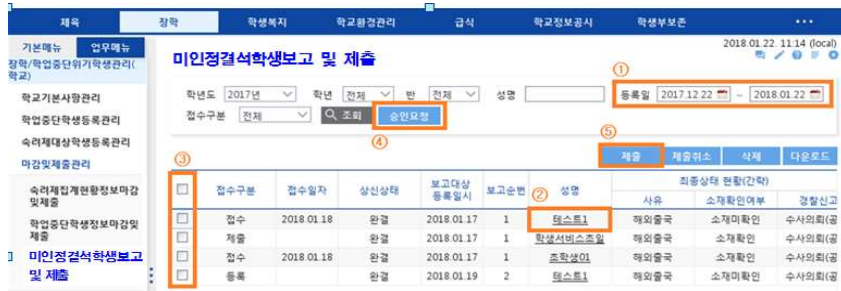 체육 장학 학생복지 학교환경관리 급식 학교정보공시 학생부보존 •••
기본메뉴 업무메뉴
2018.01.22. 11:14 (local)
장학/학업중단위기학생관리(
학교)
학교기본사항관리
학업중단학생등록관리
숙려제대상학생등록관리
마감및제출관리
숙려제집계현황정보마감
및제출
학업중단학생정보마감및
제출
미인정결석학생보고
및 제출
미인정결석학생보고 및 제출
①
학년도 2017년 학년 전체 반 전체 성명 등록일 2017.12.22 ~ 2018.01.22
접수구분 전체 조회 승인요청
④
⑤
제출 제출취소 삭제 다운로드
③
접수구분 접수일자 상신상태 보고대상 등록일시 보고순번 ② 성명 최종상태 현황(간략)
사유 소재확인여부 경찰신고
접수 2018.01.18 완결 2018.01.17 1 테스트1 해외출국 소재미확인 수사의뢰(공
제출 완결 2018.01.17 1 학생서비스초일 해외출국 소재확인 수사의뢰(공
접수 2018.01.18 완결 2018.01.17 1 초학생01 해외출국 소재확인 수사의뢰(공
등록 완결 2018.01.19 2 테스트1 해외출국 소재미확인 수사의뢰(공